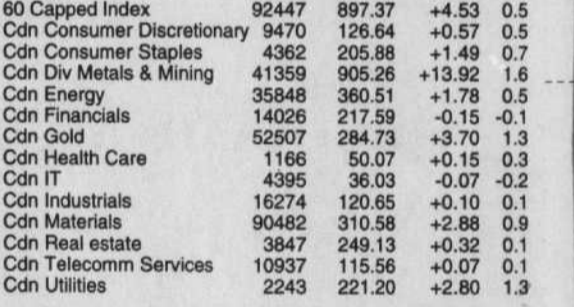 60 Capped Index 92447 897.37 +4.53 0.5
Cdn Consumer Discretionary 9470 126.64 +0.57 0.5
Cdn Consumer Staples 4362 205.88 +1.49 0.7
Cdn Div Metals & Mining 41359 905.26 +13.92 1.6
Cdn Energy 35848 360.51 +1.78 0.5
Cdn Financials 14026 217.59 -0.15 -0.1
Cdn Gold 52507 284.73 +3.70 1.3
Cdn Health Care 1166 50.07 +0.15 0.3
Cdn IT 4395 36.03 -0.07 -0.2
Cdn Industrials 16274 120.65 +0.10 0.1
Cdn Materials 90482 310.58 +2.88 0.9
Cdn Real estate 3847 249.13 +0.32 0.1
Cdn Telecomm Services 10937 115.56 +0.07 0.1
Cdn Utilities 2243 221.20 +2.80 1.3